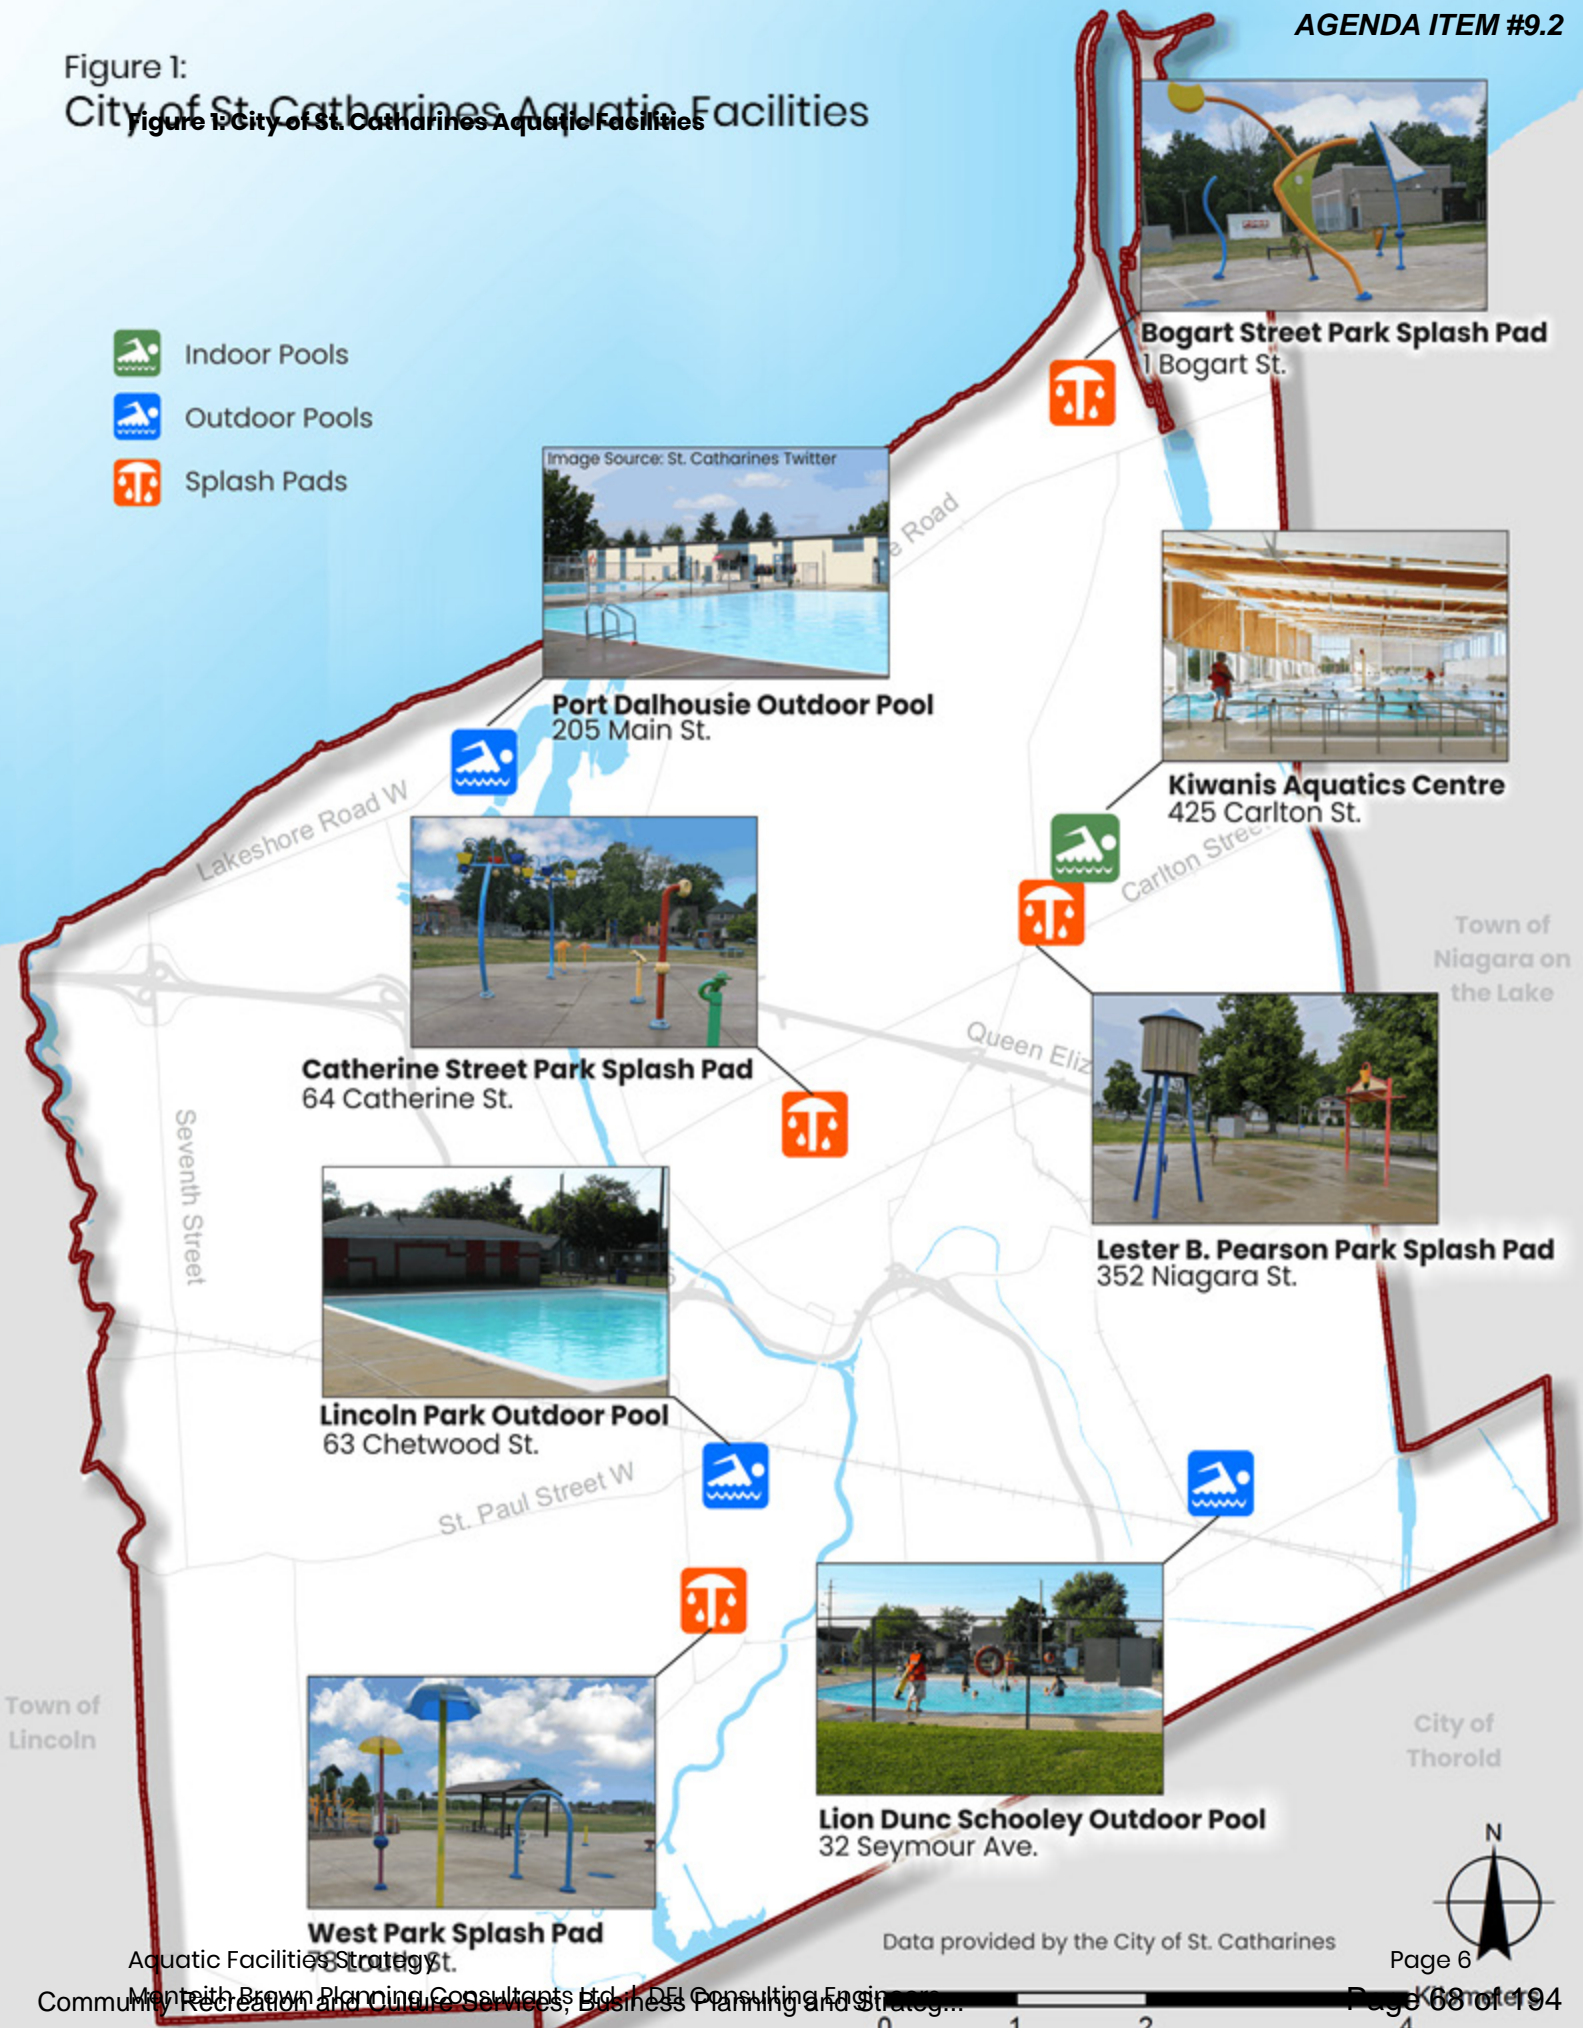 AGENDA ITEM #9.2
Figure 1:
City of St. Catharines Aquatic Facilities
Figure 1: City of St. Catharines Aquatic Facilities
Indoor Pools
Outdoor Pools
Splash Pads
Bogart Street Park Splash Pad
1 Bogart St.
Image Source: St. Catharines Twitter
e Road
Port Dalhousie Outdoor Pool
205 Main St.
Kiwanis Aquatics Centre
425 Carlton St.
Lakeshore Road W
Carlton Stree
Town of
Niagara on
the Lake
Queen Eliz
Catherine Street Park Splash Pad
64 Catherine St.
Seventh Street
Lester B. Pearson Park Splash Pad
352 Niagara St.
Lincoln Park Outdoor Pool
63 Chetwood St.
St. Paul Street W
Town of
Lincoln
City of
Thorold
Lion Dunc Schooley Outdoor Pool
32 Seymour Ave.
N
West Park Splash Pad
78 Louth St.
Data provided by the City of St. Catharines
Aquatic Facilities Strategy
Page 6
Monteith Brown Planning Consultants Ltd. | DEI Consulting Engineers
Community Recreation and Culture Services, Business Planning and Strateg...
Page 68 of 194
Kilometers
0 1 2 4